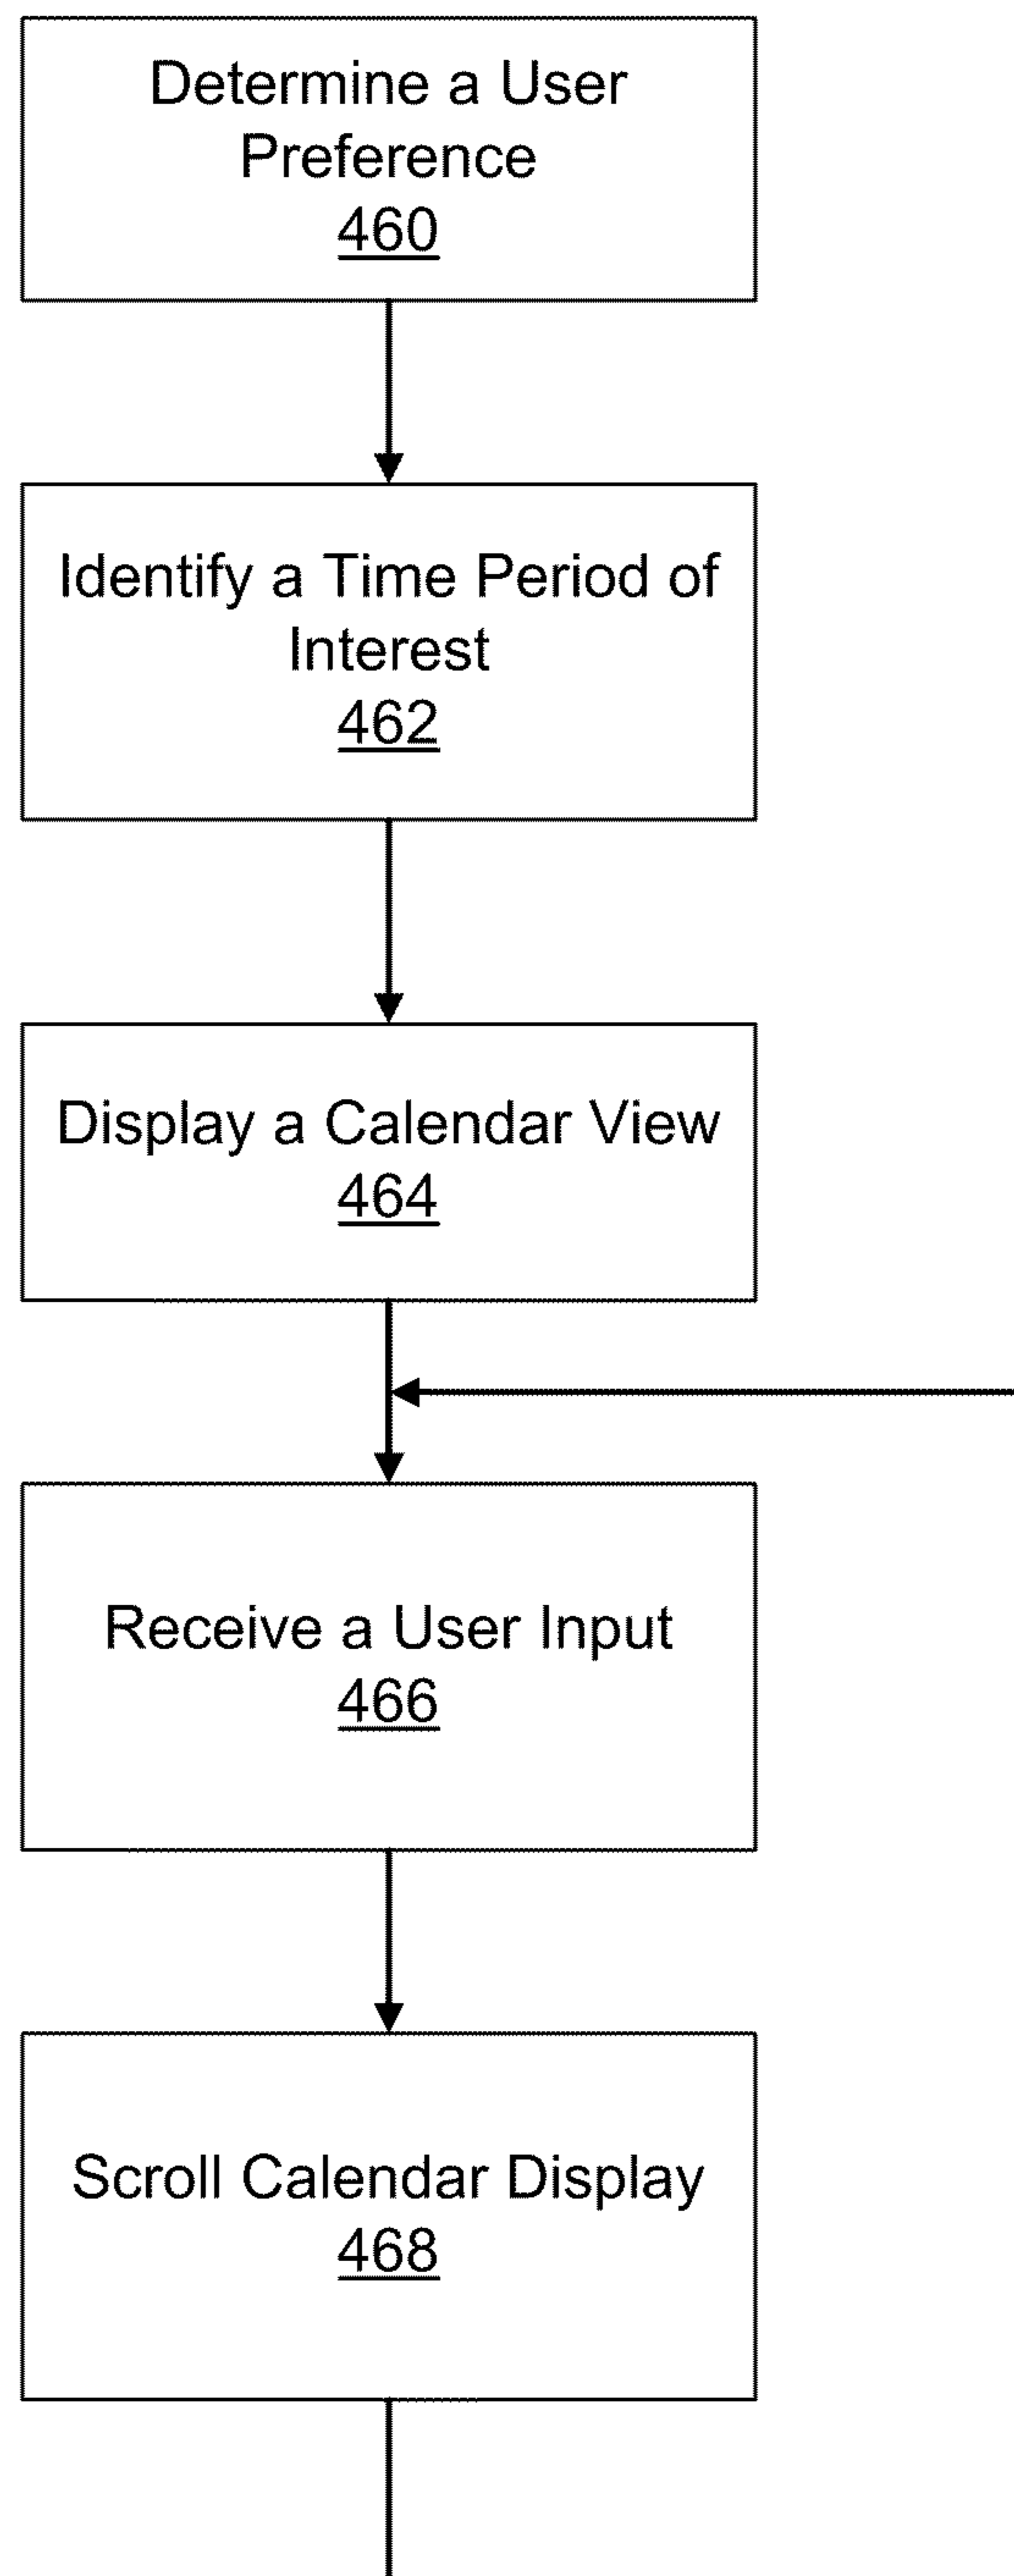 Determine a User
Preference
460
Identify a Time Period of
Interest
462
Display a Calendar View
464
Receive a User Input
466
Scroll Calendar Display
468